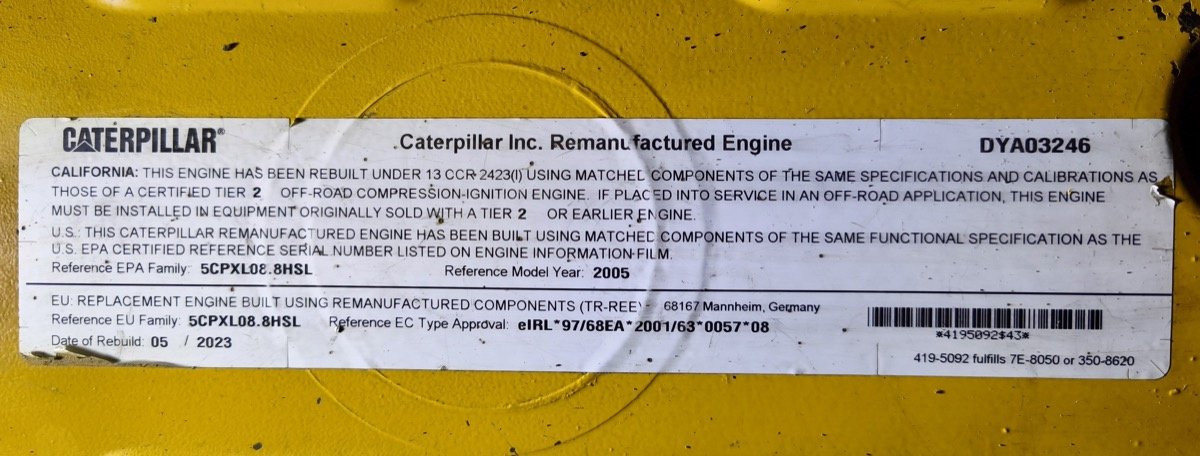 CATERPILLAR®
Caterpillar Inc. Remanufactured Engine
DYA03246
CALIFORNIA: THIS ENGINE HAS BEEN REBUILT UNDER 13 CCR 2423(l) USING MATCHED COMPONENTS OF THE SAME SPECIFICATIONS AND CALIBRATIONS AS
THOSE OF A CERTIFIED TIER 2 OFF-ROAD COMPRESSION-IGNITION ENGINE. IF PLACED INTO SERVICE IN AN OFF-ROAD APPLICATION, THIS ENGINE
MUST BE INSTALLED IN EQUIPMENT ORIGINALLY SOLD WITH A TIER 2 OR EARLIER ENGINE.
U.S.: THIS CATERPILLAR REMANUFACTURED ENGINE HAS BEEN BUILT USING MATCHED COMPONENTS OF THE SAME FUNCTIONAL SPECIFICATION AS THE
U.S. EPA CERTIFIED REFERENCE SERIAL NUMBER LISTED ON ENGINE INFORMATION FILM.
Reference EPA Family: 5CPXL08.8HSL Reference Model Year: 2005
EU: REPLACEMENT ENGINE BUILT USING REMANUFACTURED COMPONENTS (TR-REE) - 68167 Mannheim, Germany
Reference EU Family: 5CPXL08.8HSL Reference EC Type Approval: eIRL*97/68EA*2001/63*0057*08
*4195092$43*
Date of Rebuild: 05 / 2023
419-5092 fulfills 7E-8050 or 350-8620